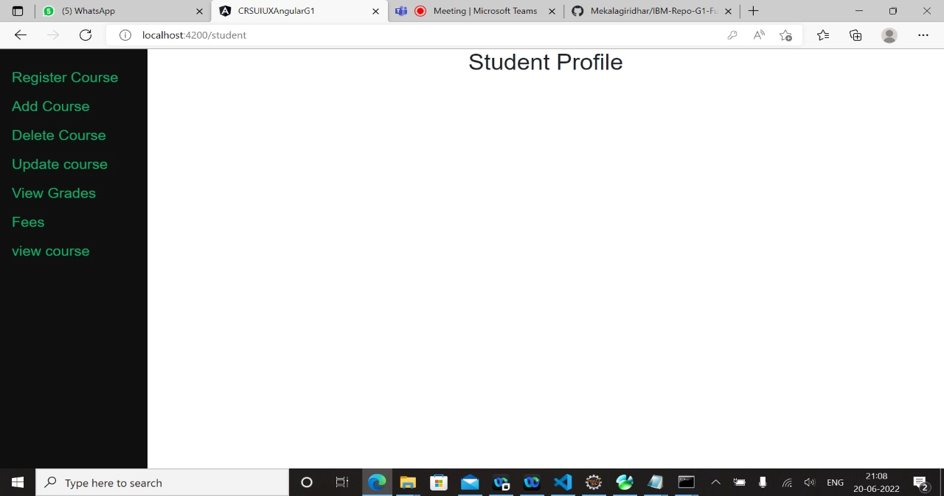 (5) WhatsApp
CRSUIUXAngularG1
Meeting | Microsoft Teams
Mekalagiridhar/IBM-Repo-G1-F
localhost:4200/student
Student Profile
Register Course
Add Course
Delete Course
Update course
View Grades
Fees
view course
Type here to search
ENG
21:08
20-06-2022
2